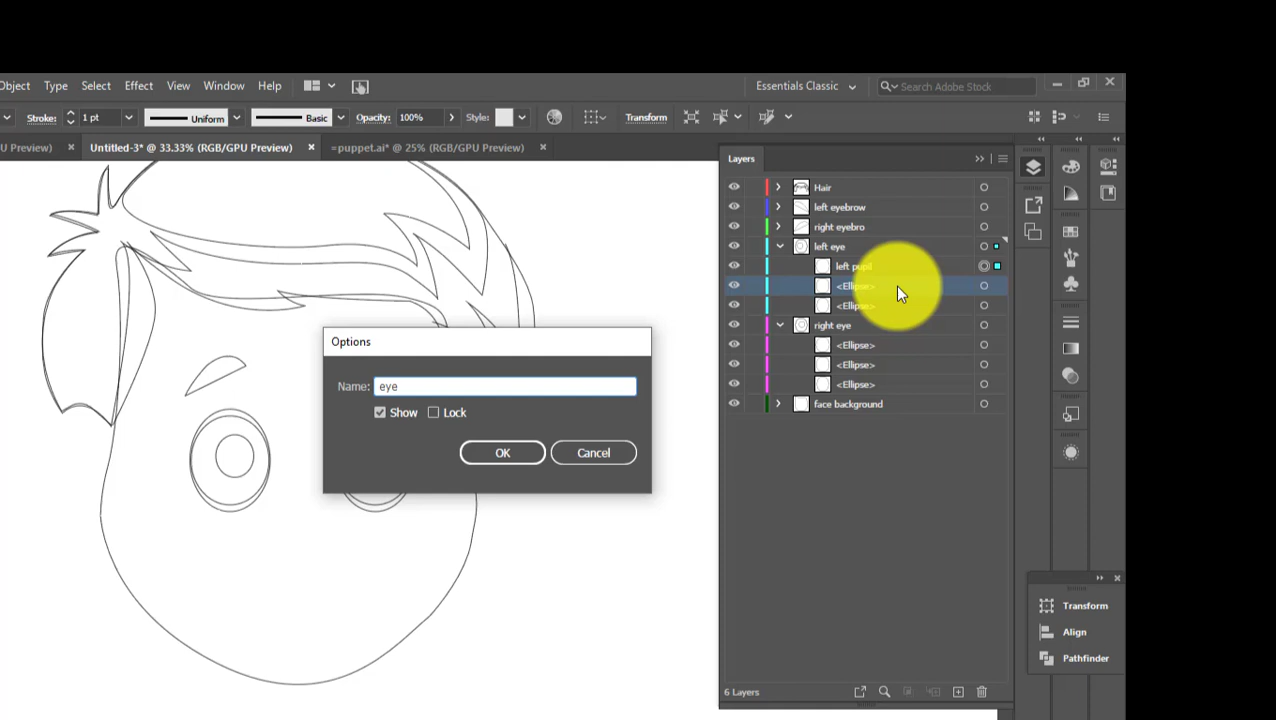 Object Type Select Effect View Window Help Essentials Classic Search Adobe Stock
Stroke: 1 pt Uniform Basic Opacity: 100% Style: Transform
U Preview) × Untitled-3* @ 33.33% (RGB/GPU Preview) × =puppet.ai* @ 25% (RGB/GPU Preview) ×
Layers
Hair
left eyebrow
right eyebro
left eye
left pupil
<Ellipse>
<Ellipse>
right eye
<Ellipse>
<Ellipse>
<Ellipse>
face background
Options
Name: eye
Show Lock
OK Cancel
Transform
Align
Pathfinder
6 Layers